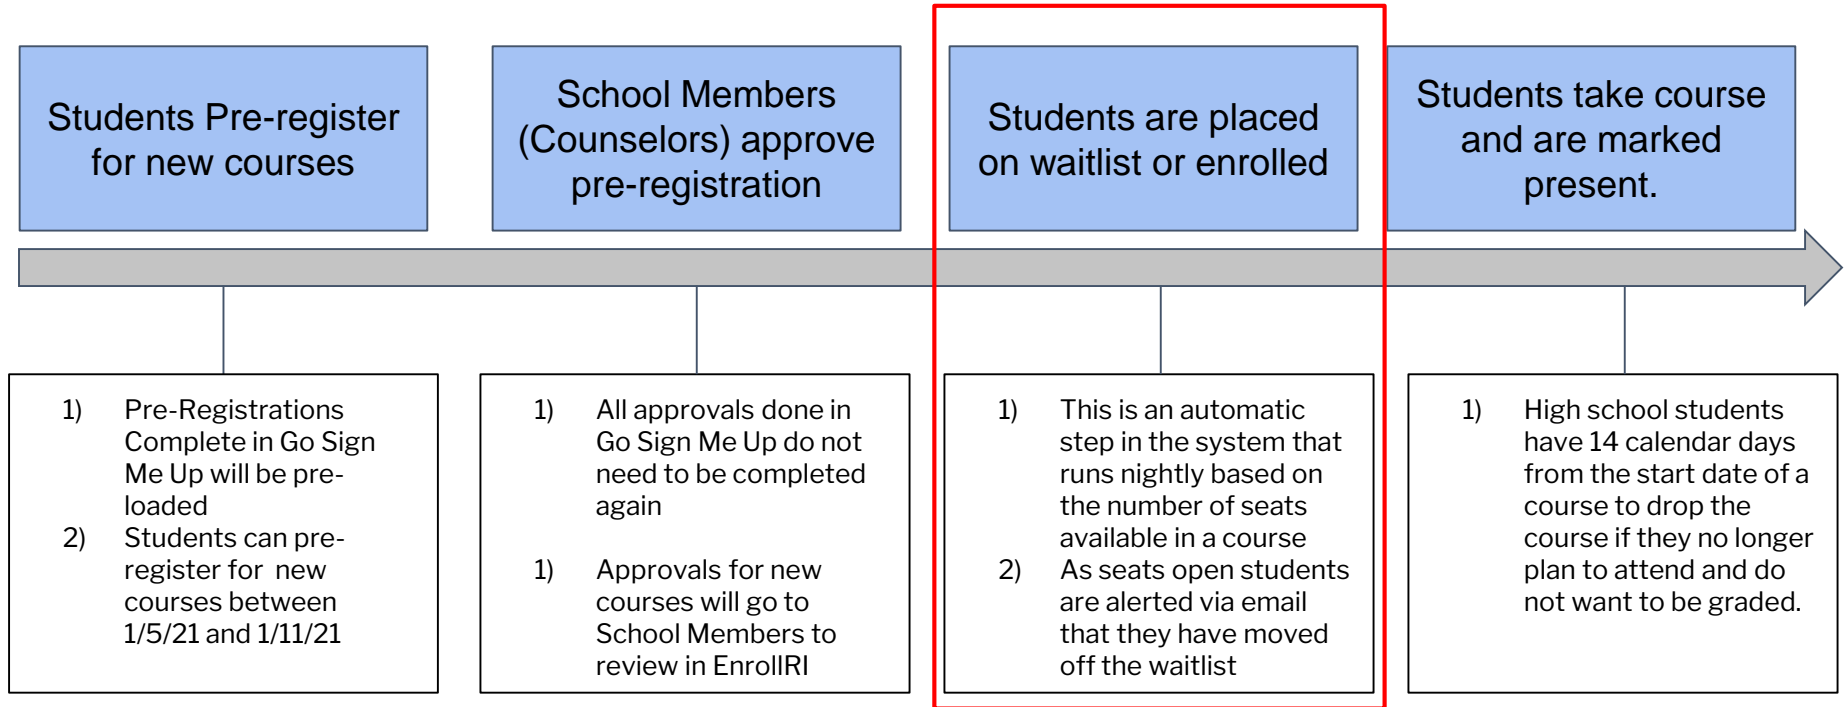 Students Pre-register
for new courses
School Members
(Counselors) approve
pre-registration
Students are placed
on waitlist or enrolled
Students take course
and are marked
present.
1) Pre-Registrations
Complete in Go Sign
Me Up will be pre-
loaded
2) Students can pre-
register for new
courses between
1/5/21 and 1/11/21
1) All approvals done in
Go Sign Me Up do not
need to be completed
again
1) Approvals for new
courses will go to
School Members to
review in EnrollRI
1) This is an automatic
step in the system that
runs nightly based on
the number of seats
available in a course
2) As seats open students
are alerted via email
that they have moved
off the waitlist
1) High school students
have 14 calendar days
from the start date of a
course to drop the
course if they no longer
plan to attend and do
not want to be graded.